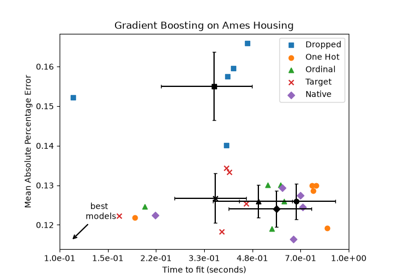 Gradient Boosting on Ames Housing
Mean Absolute Percentage Error
0.16
0.15
0.14
0.13
0.12
Dropped
One Hot
Ordinal
Target
Native
best
models
1.0e-01
1.5e-01
2.2e-01
3.3e-01
4.8e-01
7.0e-01
1.0e+00
Time to fit (seconds)